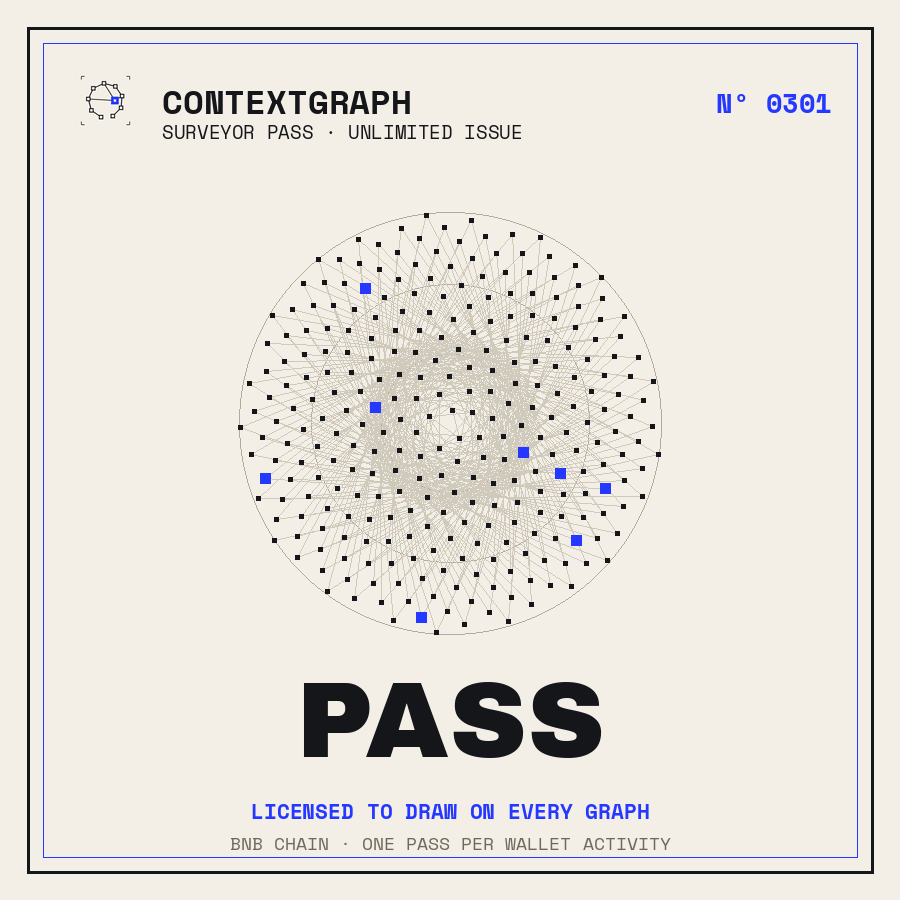 CONTEXTGRAPH
N° 0301
SURVEYOR PASS · UNLIMITED ISSUE
PASS
LICENSED TO DRAW ON EVERY GRAPH
BNB CHAIN · ONE PASS PER WALLET ACTIVITY